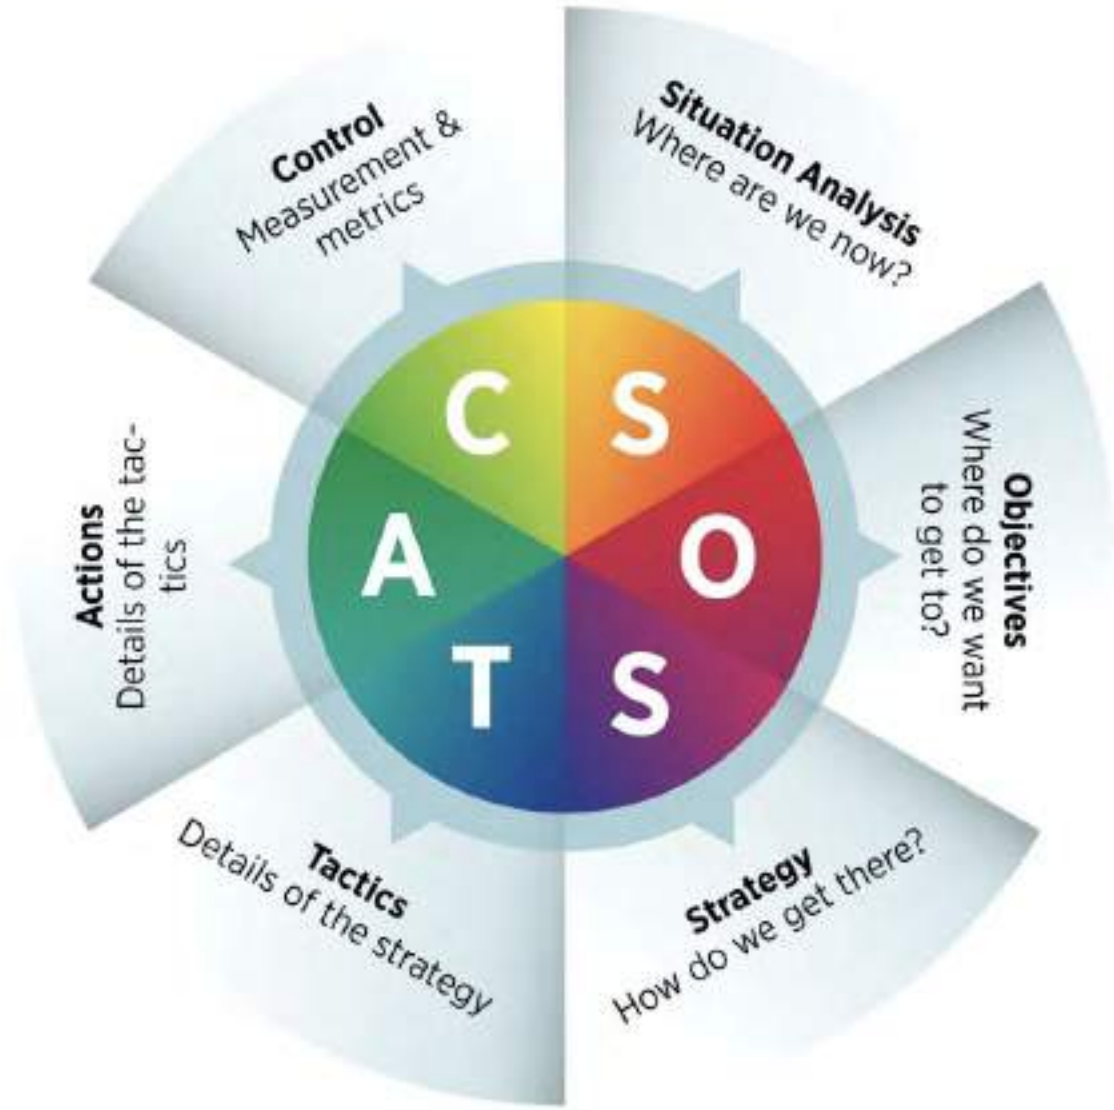 Situation Analysis
Where are we now?
Objectives
Where do we want
to get to?
Strategy
How do we get there?
Tactics
Details of the strategy
Actions
Details of the tac-
tics
Control
Measurement &
metrics
S
O
S
T
A
C